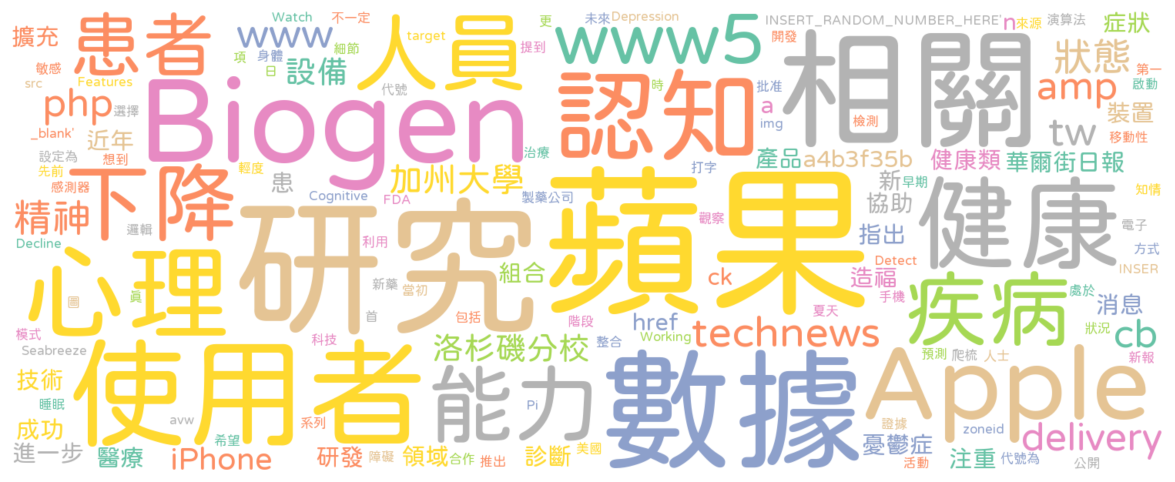 擴充 患者 www Watch 不一定 人員 target 更 提到 www5 未來 Depression 開發 INSERT_RANDOM_NUMBER_HERE n 來源 演算法 症狀
敏感 src Features 項 日 身體 細節 設備 代號 時 批准 相關 狀態 第一 啟動
php 選擇 Biogen 認知 a img 檢測 amp 裝置
_blank' 近年 治療 打字 tw 移動性
設定為 先前 想到 感測器 輕度 患 加州大學 產品 a4b3f35b 健康類 華爾街日報
精神 下降 Cognitive FDA 製藥公司 新 早期 協助 健康 知情
Decline 邏輯 研究 蘋果 觀察 指出 電子 方式
心理 利用 組合 ck Detect 造福 手機 INSER
圖 真 新藥 當初 疾病 處於 消息
模式 Seabreeze 首 包括 階段 href Working 夏天 狀況 cb
科技 洛杉磯分校 整合 technews 預測 爬梳 人士 新報
技術 使用者 能力 數據 Apple
睡眠 avw Pi 證據 zoneid delivery
成功 希望 系列 憂鬱症 活動
進一步 醫療 iPhone 研發 障礙 領域 合作 推出 診斷 美國 注重 代號為 公開